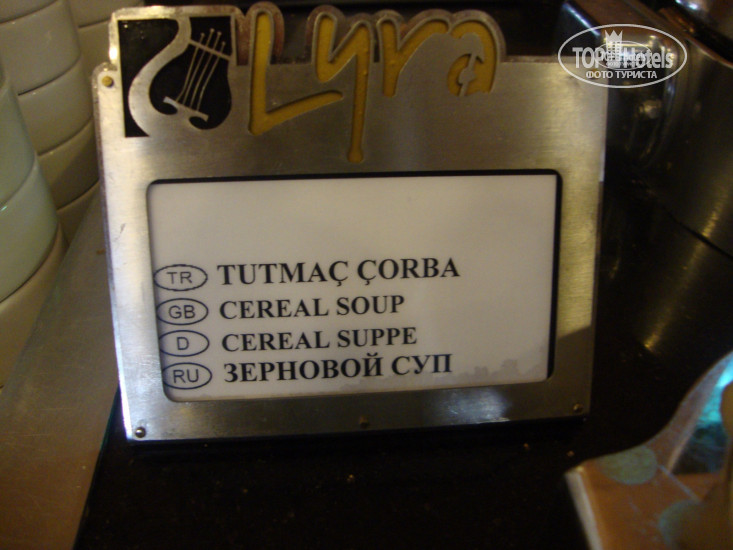 Lyra
TOP Hotels
ФОТО ТУРИСТА
TR TUTMAÇ ÇORBA
GB CEREAL SOUP
D CEREAL SUPPE
RU ЗЕРНОВОЙ СУП